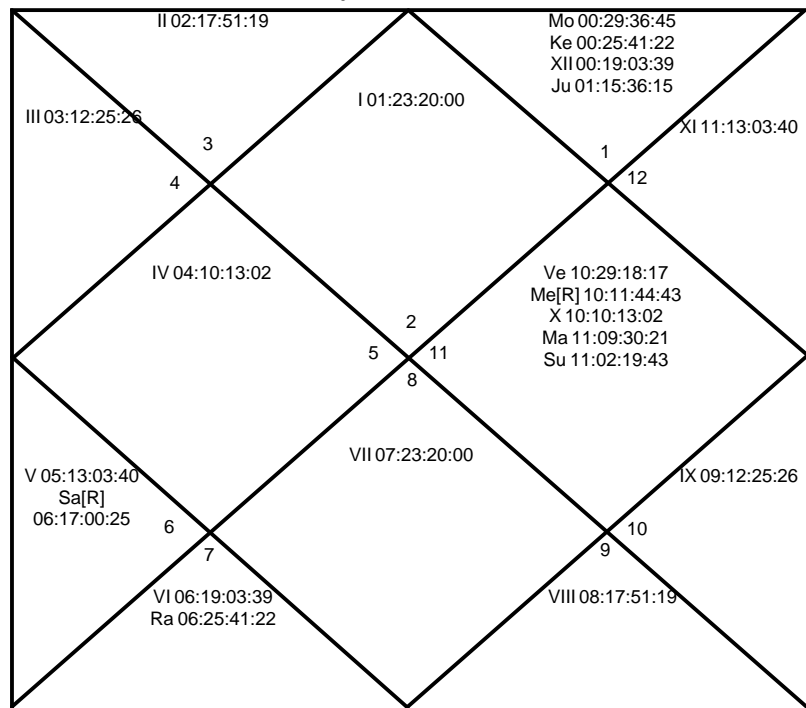 II 02:17:51:19
Mo 00:29:36:45
Ke 00:25:41:22
XII 00:19:03:39
Ju 01:15:36:15
I 01:23:20:00
III 03:12:25:26
XI 11:13:03:40
3
1
4
12
IV 04:10:13:02
Ve 10:29:18:17
Me[R] 10:11:44:43
X 10:10:13:02
Ma 11:09:30:21
Su 11:02:19:43
2
5
11
8
VII 07:23:20:00
V 05:13:03:40
Sa[R]
06:17:00:25
IX 09:12:25:26
6
10
7
9
VI 06:19:03:39
Ra 06:25:41:22
VIII 08:17:51:19